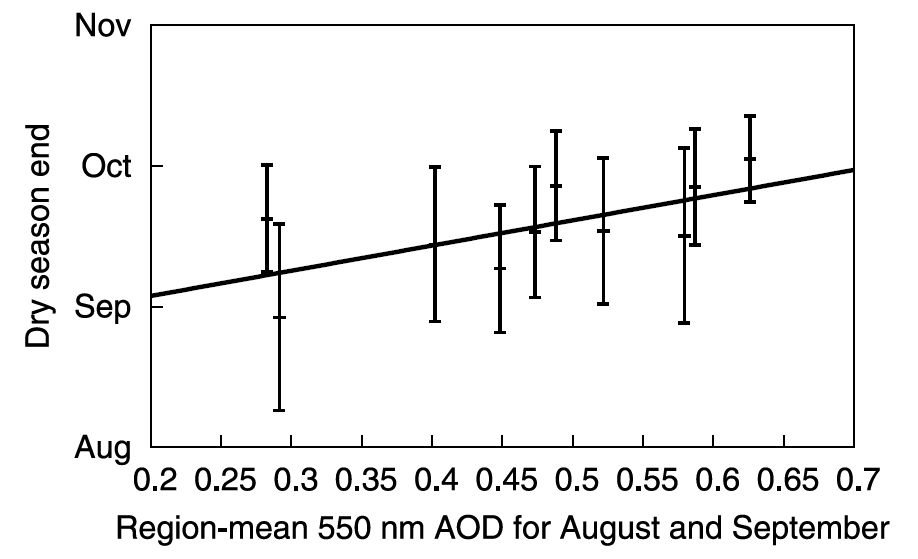 Nov
Oct
Sep
Aug
Dry season end
0.2 0.25 0.3 0.35 0.4 0.45 0.5 0.55 0.6 0.65 0.7
Region-mean 550 nm AOD for August and September